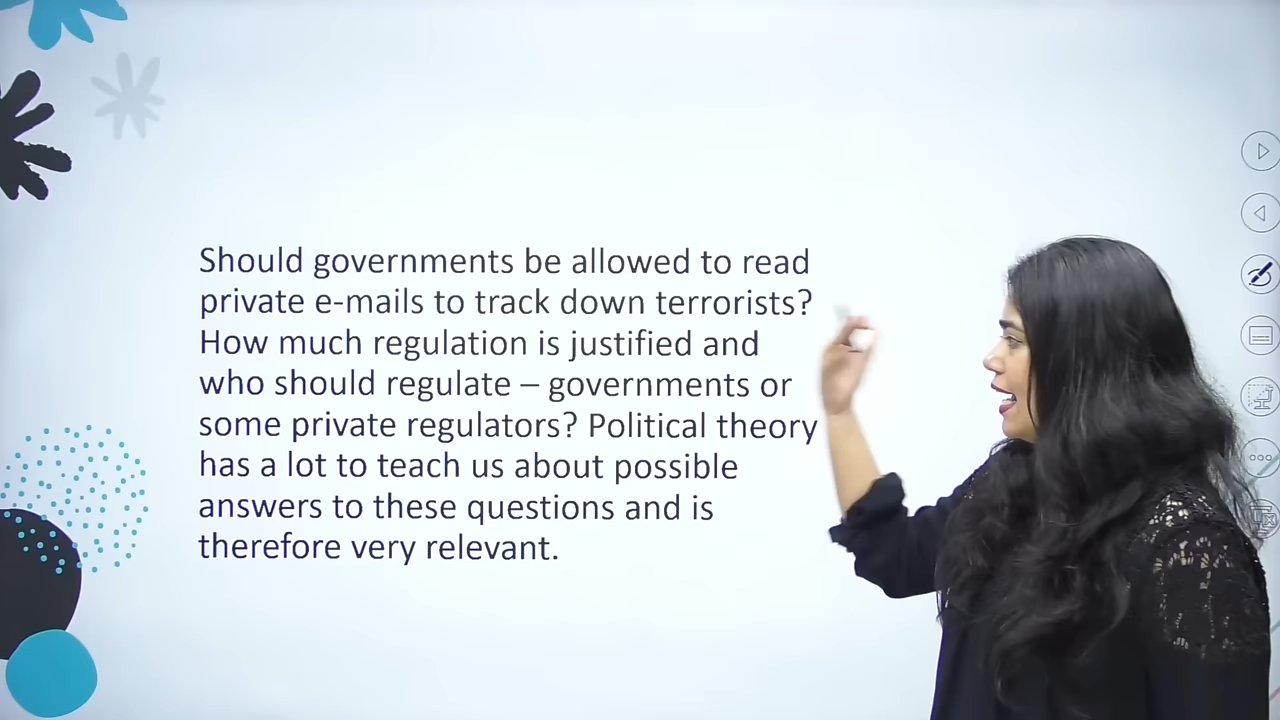 Should governments be allowed to read
private e-mails to track down terrorists?
How much regulation is justified and
who should regulate – governments or
some private regulators? Political theory
has a lot to teach us about possible
answers to these questions and is
therefore very relevant.